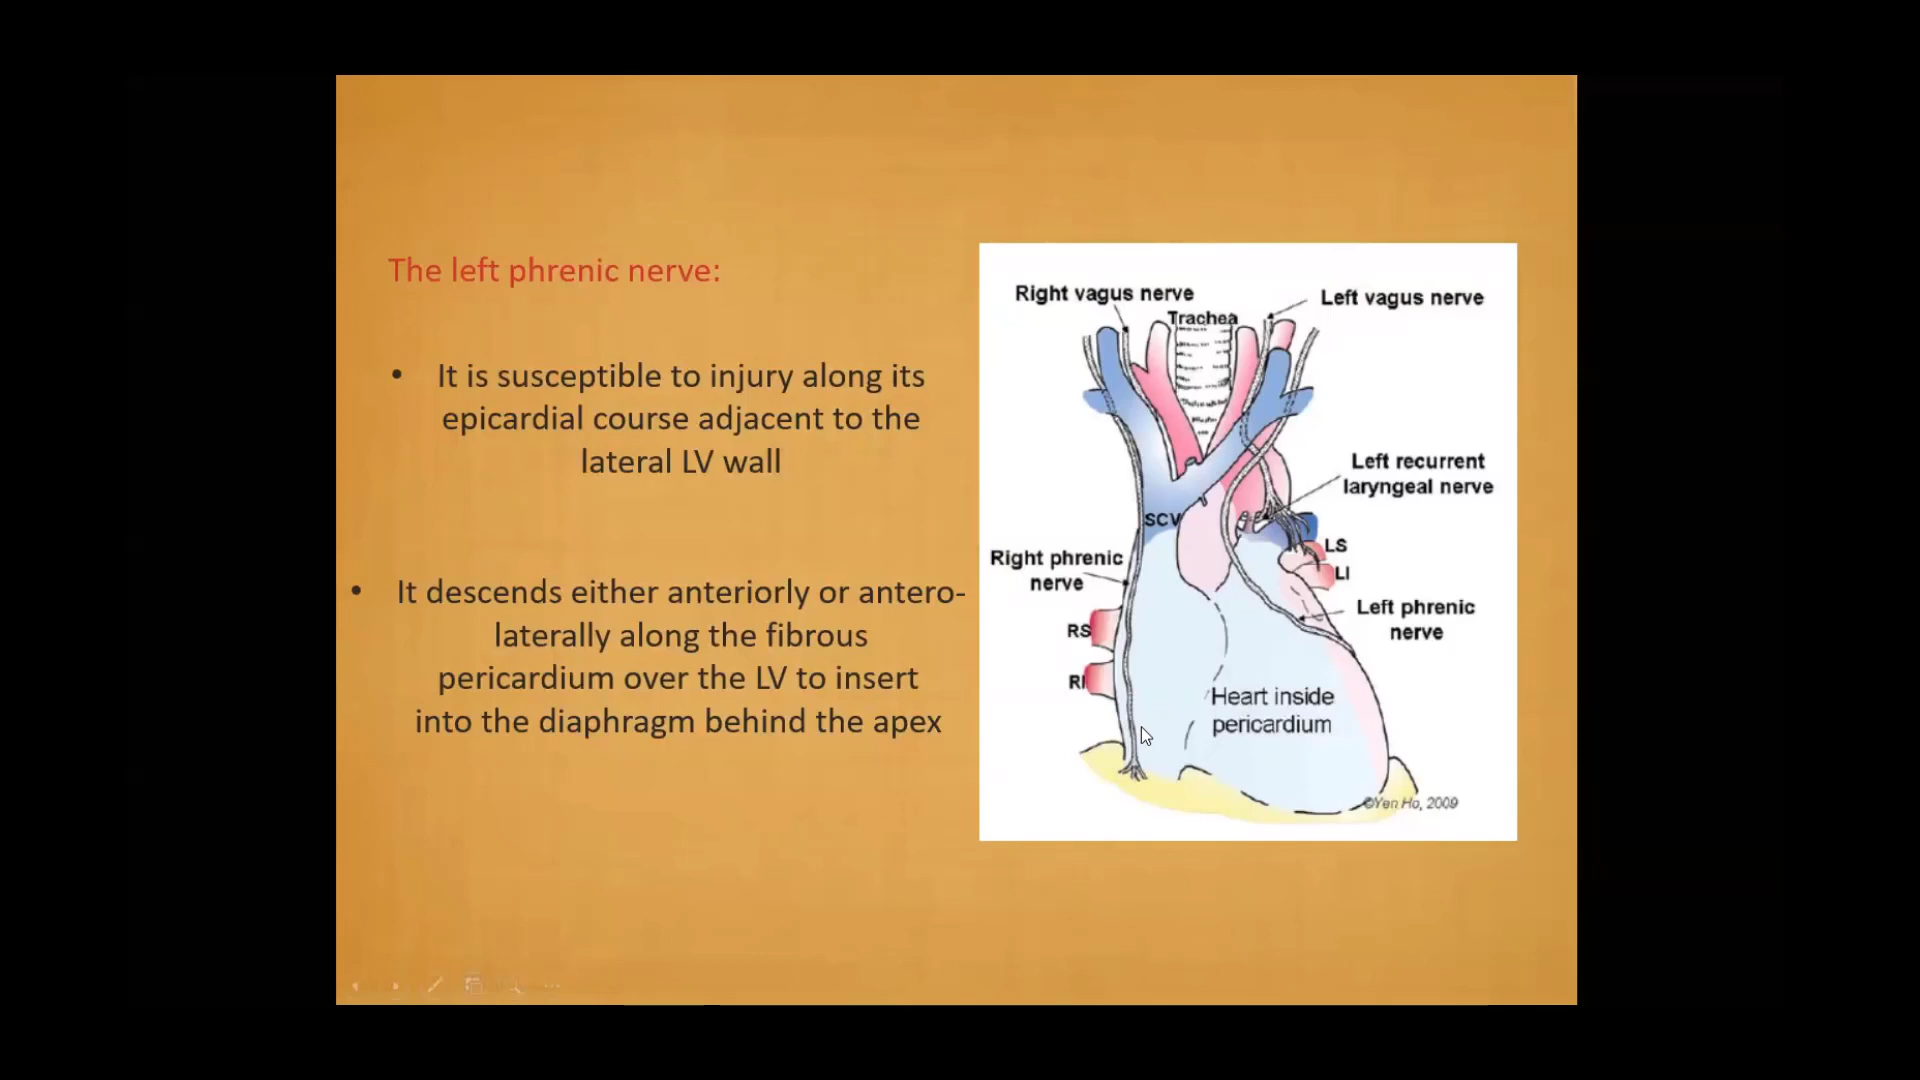 The left phrenic nerve:
• It is susceptible to injury along its
epicardial course adjacent to the
lateral LV wall
• It descends either anteriorly or antero-
laterally along the fibrous
pericardium over the LV to insert
into the diaphragm behind the apex
Right vagus nerve
Left vagus nerve
Trachea
Left recurrent
laryngeal nerve
SCV
LS
LI
Right phrenic
nerve
Left phrenic
nerve
RS
RI
Heart inside
pericardium
©Yen Ho, 2009